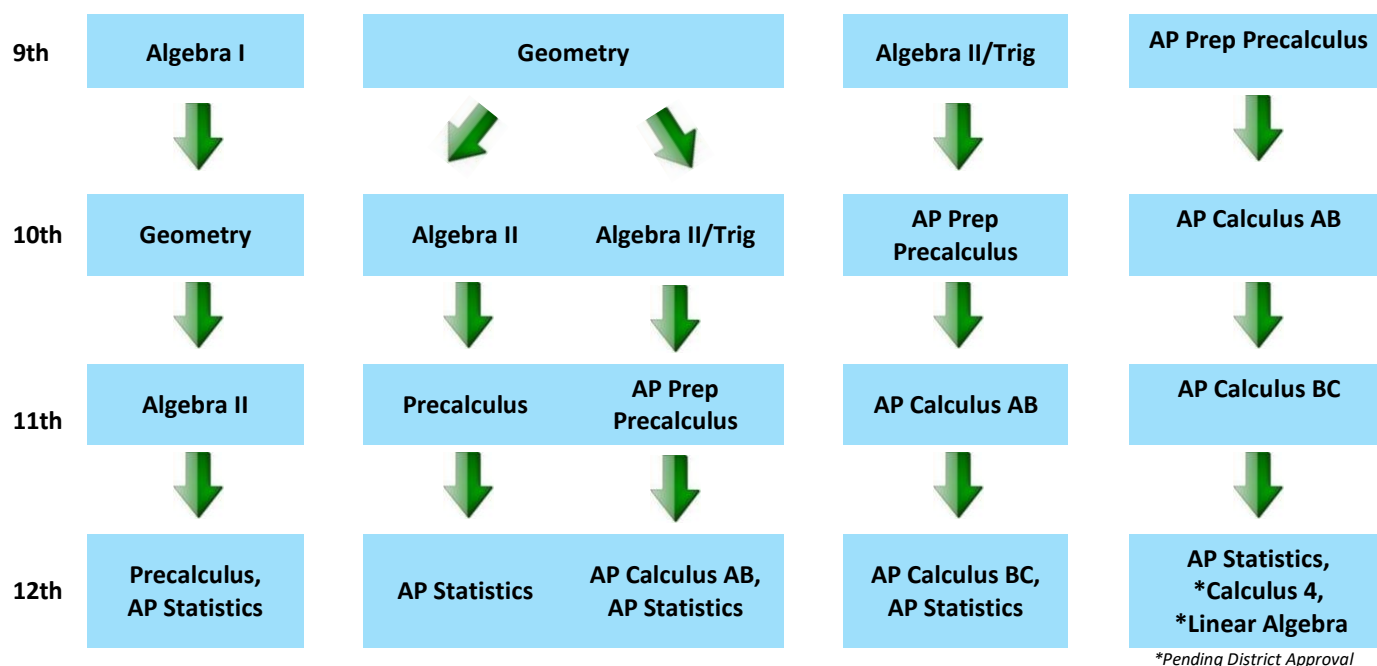 9th
Algebra I
Geometry
Algebra II/Trig
AP Prep Precalculus
10th
Geometry
Algebra II
Algebra II/Trig
AP Prep
Precalculus
AP Calculus AB
11th
Algebra II
Precalculus
AP Prep
Precalculus
AP Calculus AB
AP Calculus BC
12th
Precalculus,
AP Statistics
AP Statistics
AP Calculus AB,
AP Statistics
AP Calculus BC,
AP Statistics
AP Statistics,
*Calculus 4,
*Linear Algebra
*Pending District Approval